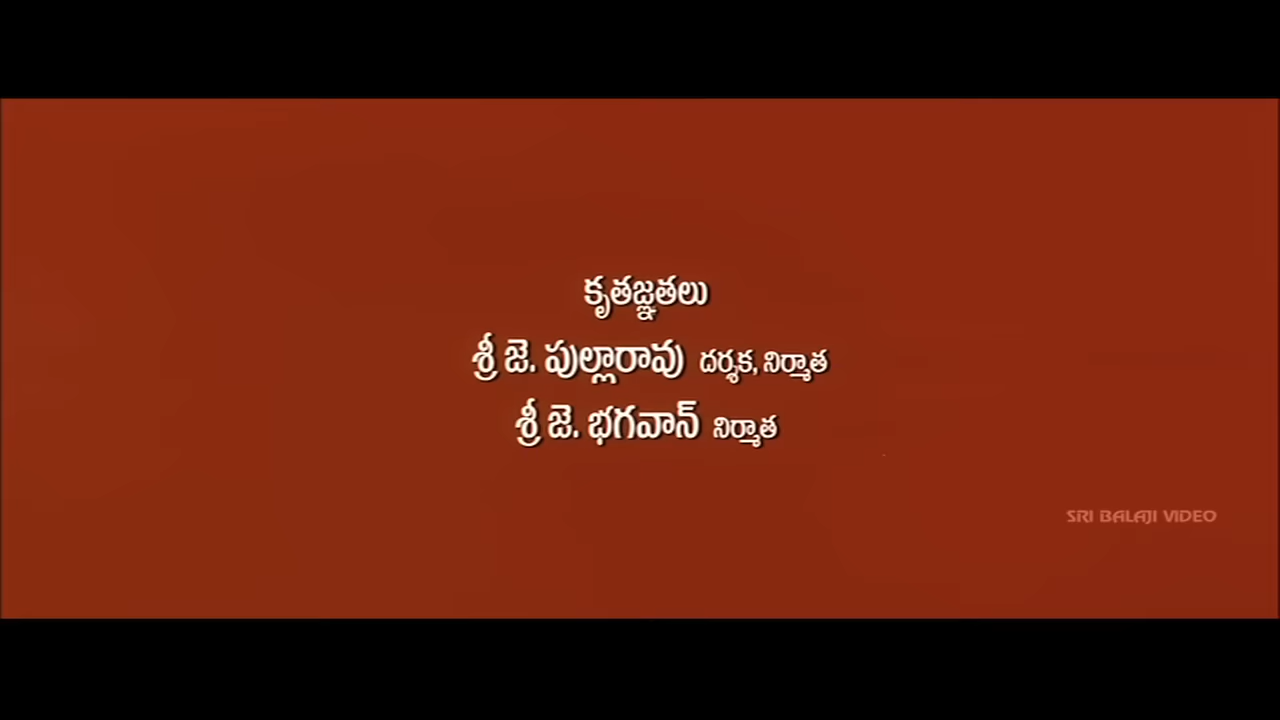 కృతజ్ఞతలు
శ్రీ జె. పుల్లారావు దర్శక, నిర్మాత
శ్రీ జె. భగవాన్ నిర్మాత
SRI BALAJI VIDEO